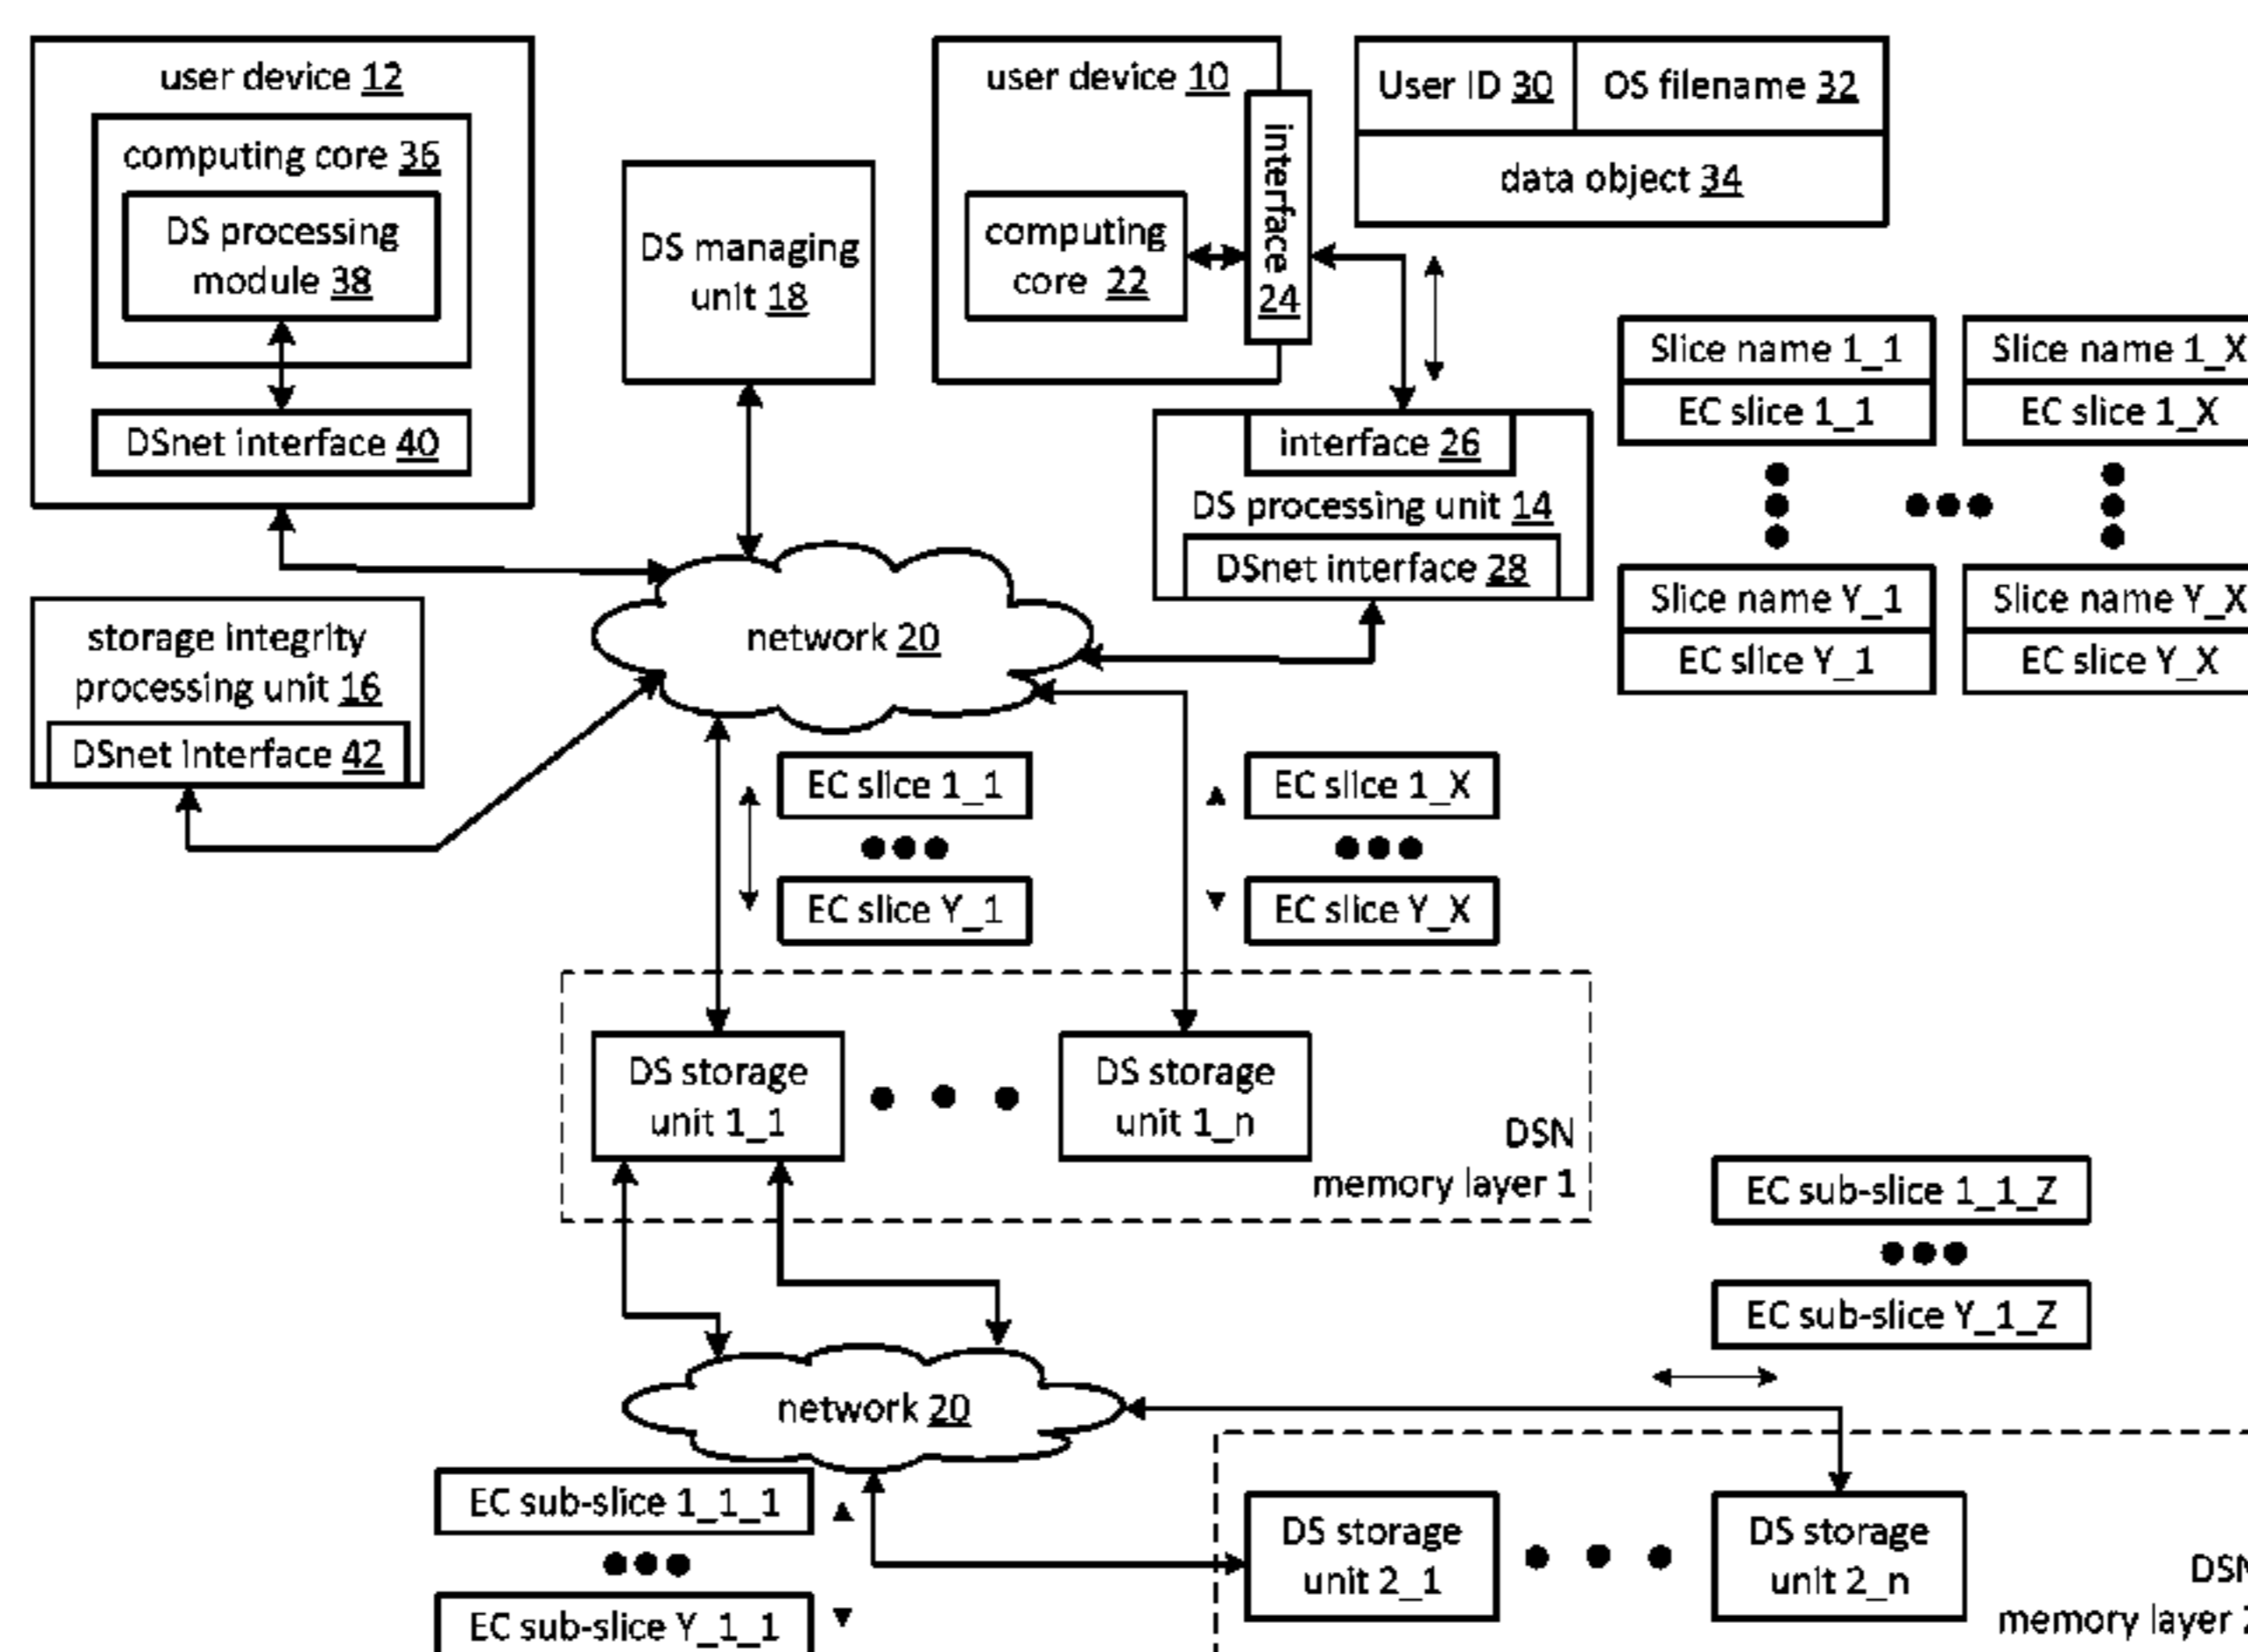 user device 12
computing core 36
DS processing
module 38
DSnet interface 40
DS managing
unit 18
user device 10
computing
core 22
interface 24
User ID 30
OS filename 32
data object 34
interface 26
DS processing unit 14
DSnet interface 28
Slice name 1_1
EC slice 1_1
Slice name 1_X
EC slice 1_X
Slice name Y_1
EC slice Y_1
Slice name Y_X
EC slice Y_X
storage integrity
processing unit 16
DSnet interface 42
network 20
EC slice 1_1
EC slice Y_1
EC slice 1_X
EC slice Y_X
DS storage
unit 1_1
DS storage
unit 1_n
DSN
memory layer 1
EC sub-slice 1_1_Z
EC sub-slice Y_1_Z
network 20
EC sub-slice 1_1_1
EC sub-slice Y_1_1
DS storage
unit 2_1
DS storage
unit 2_n
DSN
memory layer 2